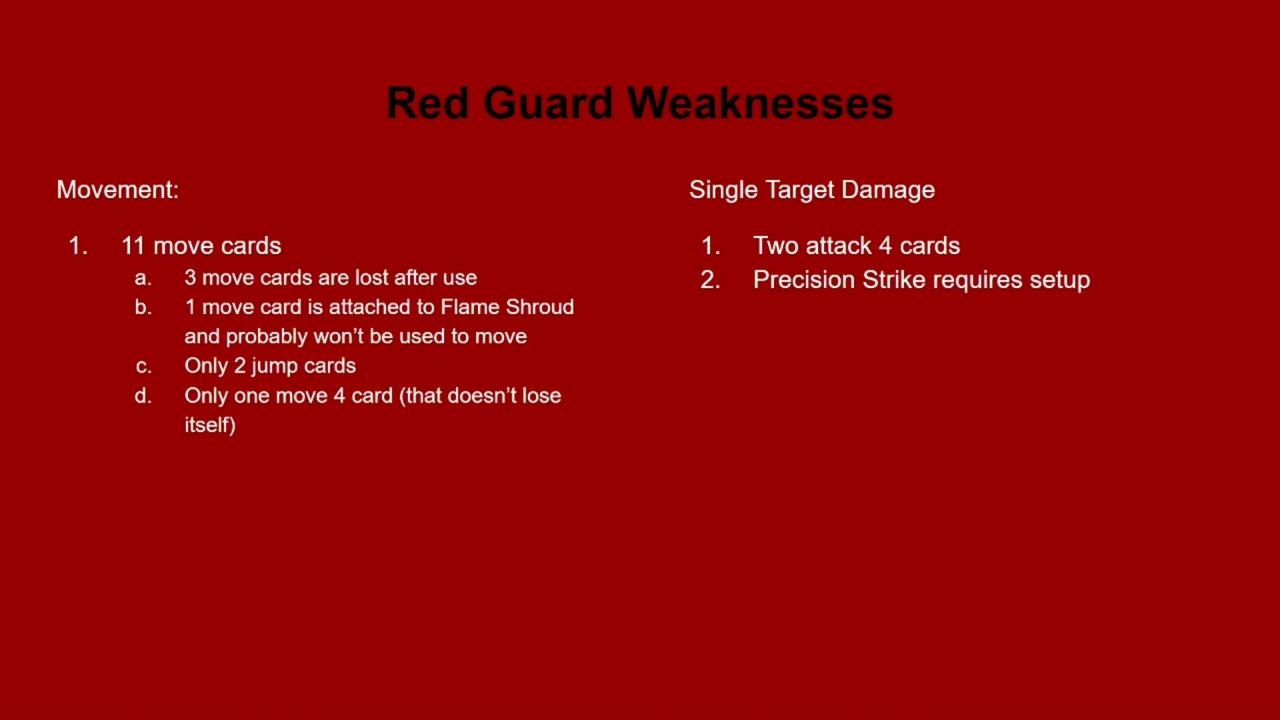 Red Guard Weaknesses
Movement:
1. 11 move cards
a. 3 move cards are lost after use
b. 1 move card is attached to Flame Shroud
and probably won’t be used to move
c. Only 2 jump cards
d. Only one move 4 card (that doesn’t lose
itself)
Single Target Damage
1. Two attack 4 cards
2. Precision Strike requires setup